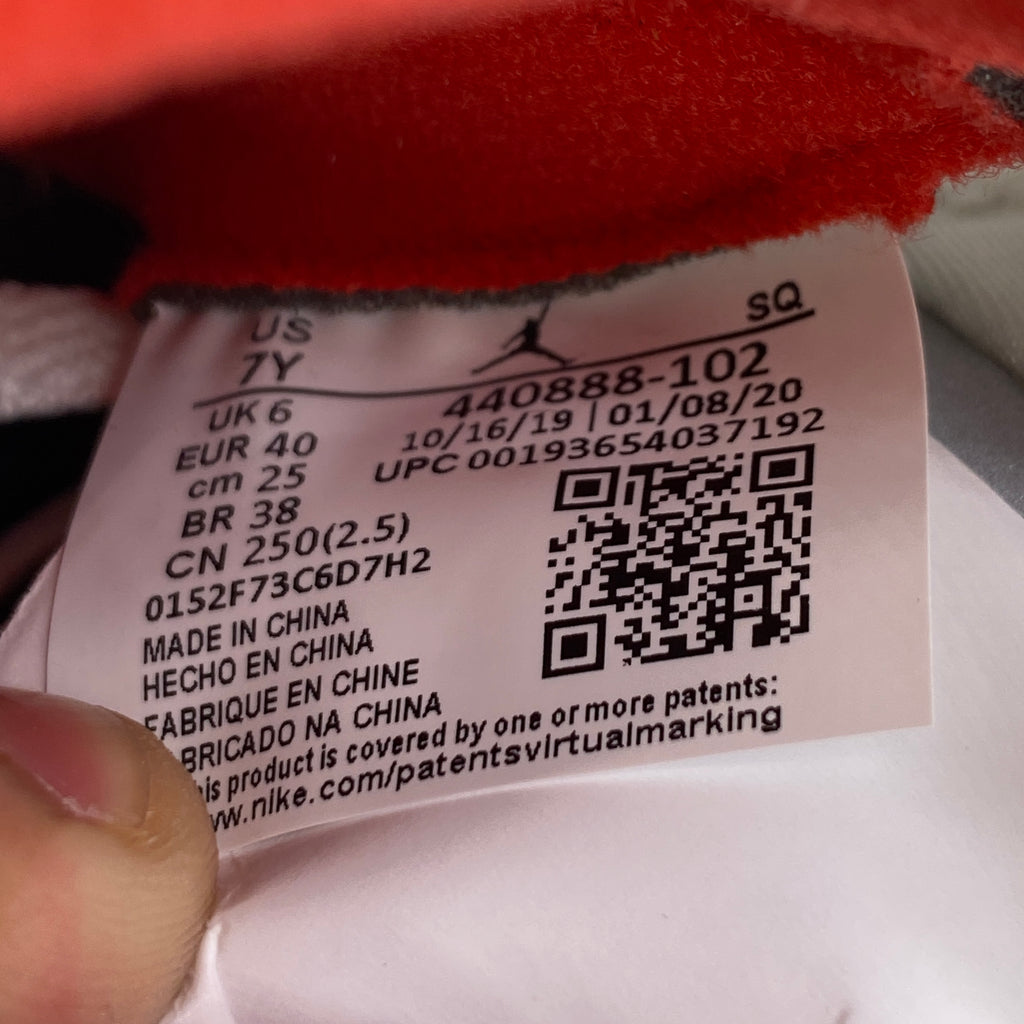 US
7Y
SQ
440888-102
10/16/19 | 01/08/20
UPC 00193654037192
UK 6
EUR 40
cm 25
BR 38
CN 250(2.5)
0152F73C6D7H2
MADE IN CHINA
HECHO EN CHINA
FABRIQUE EN CHINE
BRICADO NA CHINA
is product is covered by one or more patents:
ww.nike.com/patentsvirtualmarking